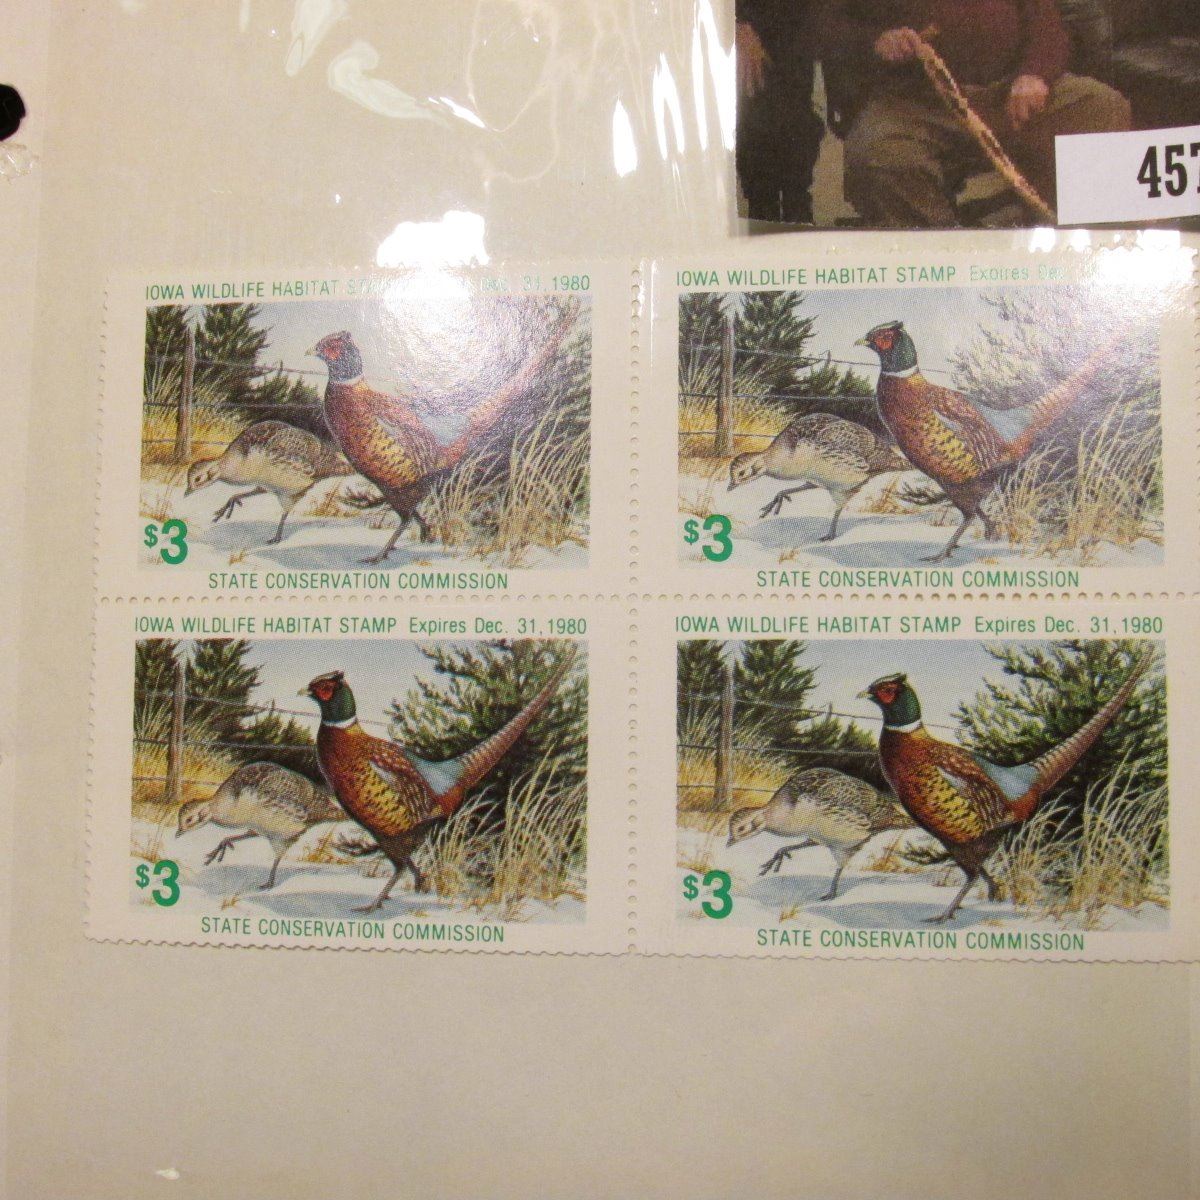 457
IOWA WILDLIFE HABITAT Dec. 31, 1980
$3
STATE CONSERVATION COMMISSION
IOWA WILDLIFE HABITAT STAMP Expires Dec.
$3
STATE CONSERVATION COMMISSION
IOWA WILDLIFE HABITAT STAMP Expires Dec. 31, 1980
$3
STATE CONSERVATION COMMISSION
IOWA WILDLIFE HABITAT STAMP Expires Dec. 31, 1980
$3
STATE CONSERVATION COMMISSION